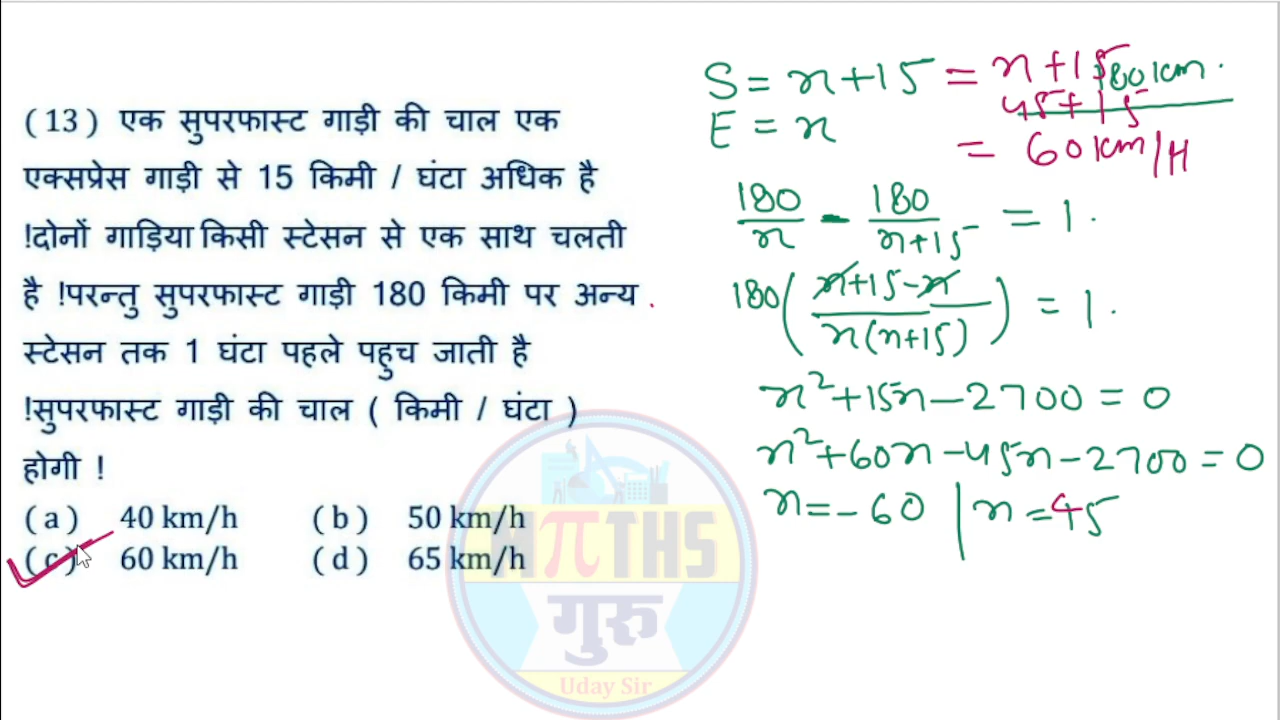 (13) एक सुपरफास्ट गाड़ी की चाल एक
एक्सप्रेस गाड़ी से 15 किमी / घंटा अधिक है
!दोनों गाड़िया किसी स्टेसन से एक साथ चलती
है !परन्तु सुपरफास्ट गाड़ी 180 किमी पर अन्य .
स्टेसन तक 1 घंटा पहले पहुच जाती है
!सुपरफास्ट गाड़ी की चाल ( किमी / घंटा )
होगी !
(a) 40 km/h (b) 50 km/h
(c) 60 km/h (d) 65 km/h
S = x+15 = x+15
180 km.
45+15
E = x
= 60 km/H
180/x - 180/(x+15) = 1.
180( (x+15-x)/(x(x+15)) ) = 1.
x²+15x-2700 = 0
x²+60x-45x-2700 = 0
x=-60 | x=45
MπTHS
गुरु
Uday Sir